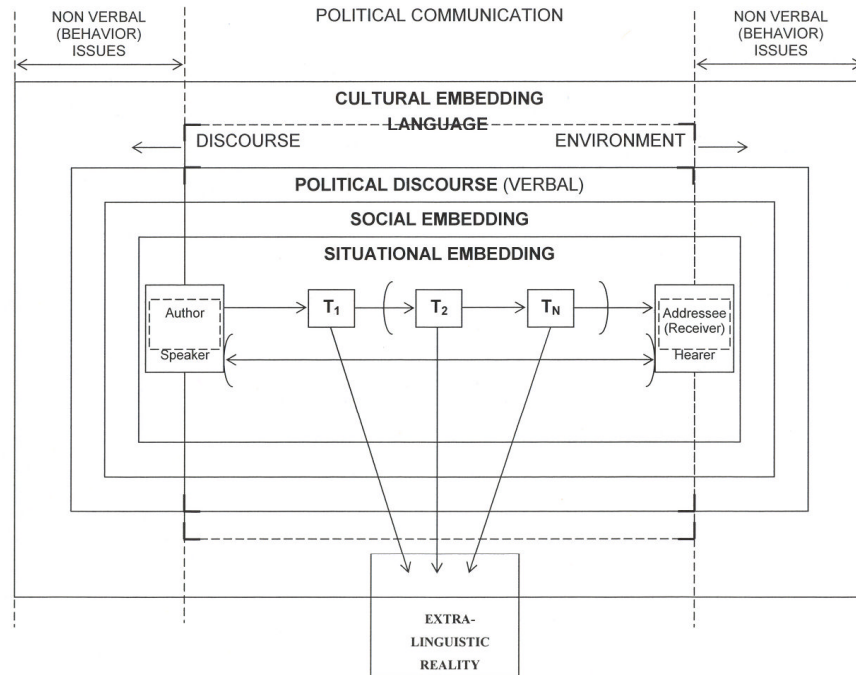 NON VERBAL
(BEHAVIOR)
ISSUES
POLITICAL COMMUNICATION
NON VERBAL
(BEHAVIOR)
ISSUES
CULTURAL EMBEDDING
LANGUAGE
DISCOURSE
ENVIRONMENT
POLITICAL DISCOURSE (VERBAL)
SOCIAL EMBEDDING
SITUATIONAL EMBEDDING
Author
Speaker
T1
T2
TN
Addressee
(Receiver)
Hearer
EXTRA-
LINGUISTIC
REALITY